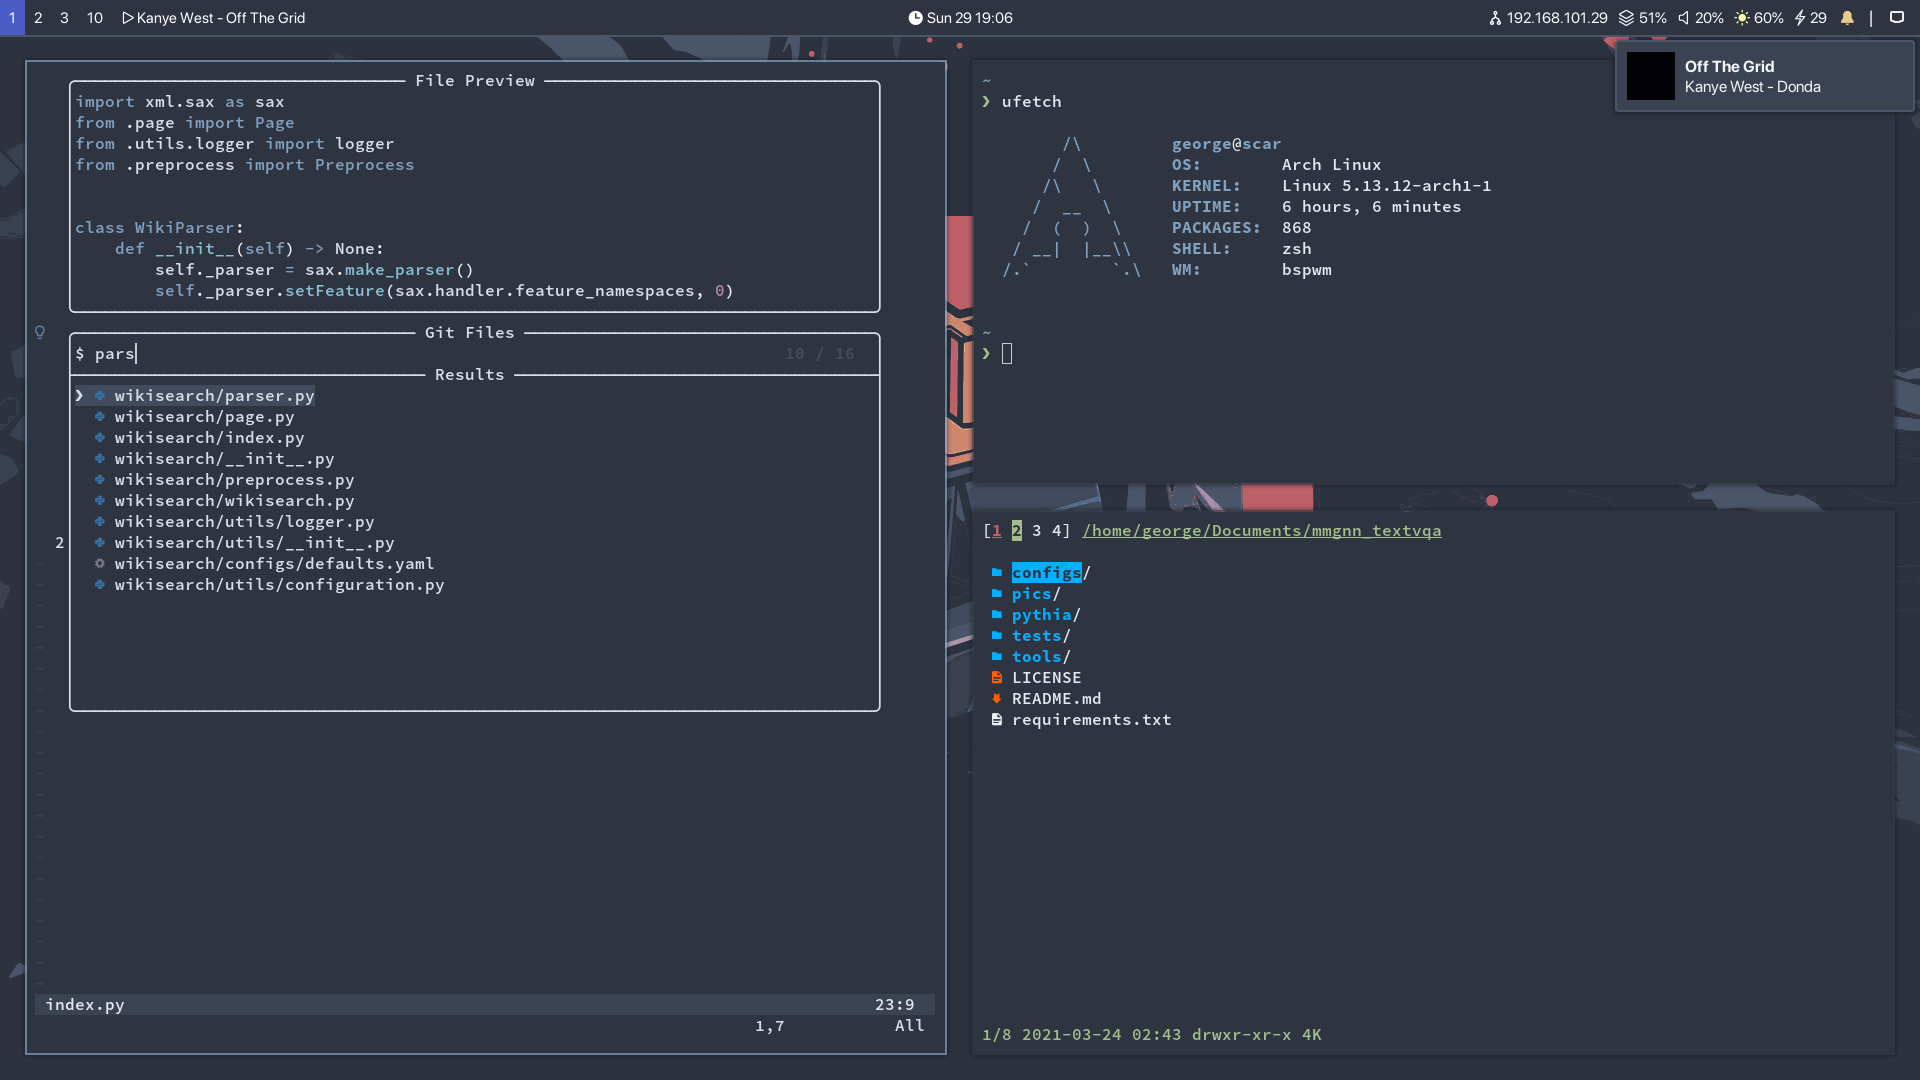 1 2 3 10 Kanye West - Off The Grid
Sun 29 19:06
192.168.101.29 51% 20% 60% 29 |
File Preview
import xml.sax as sax
from .page import Page
from .utils.logger import logger
from .preprocess import Preprocess
class WikiParser:
def __init__(self) -> None:
self._parser = sax.make_parser()
self._parser.setFeature(sax.handler.feature_namespaces, 0)
Git Files
$ pars 10 / 16
Results
❯ wikisearch/parser.py
wikisearch/page.py
wikisearch/index.py
wikisearch/__init__.py
wikisearch/preprocess.py
wikisearch/wikisearch.py
wikisearch/utils/logger.py
2 wikisearch/utils/__init__.py
wikisearch/configs/defaults.yaml
wikisearch/utils/configuration.py
index.py 23:9
1,7 All
~
❯ ufetch
/\
/  \
/\   \
/  __  \
/  (  )  \
/ __|  |__\\
/.`        `.\
george@scar
OS: Arch Linux
KERNEL: Linux 5.13.12-arch1-1
UPTIME: 6 hours, 6 minutes
PACKAGES: 868
SHELL: zsh
WM: bspwm
~
❯
Off The Grid
Kanye West - Donda
[1 2 3 4] /home/george/Documents/mmgnn_textvqa
configs/
pics/
pythia/
tests/
tools/
LICENSE
README.md
requirements.txt
1/8 2021-03-24 02:43 drwxr-xr-x 4K